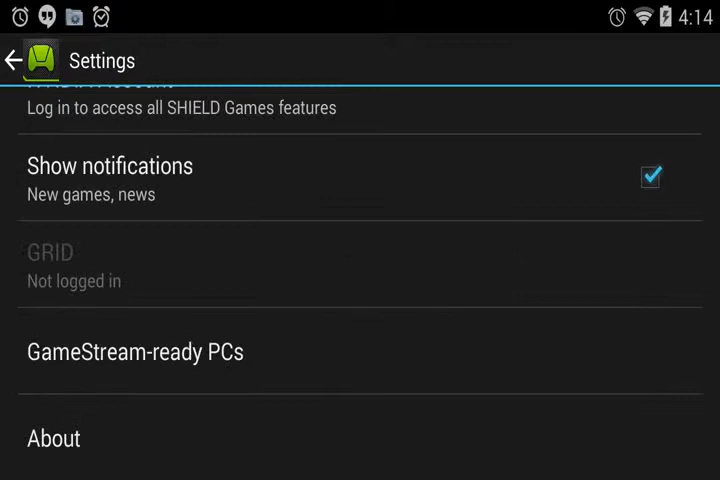 4:14
Settings
Log in to access all SHIELD Games features
Show notifications
New games, news
GRID
Not logged in
GameStream-ready PCs
About